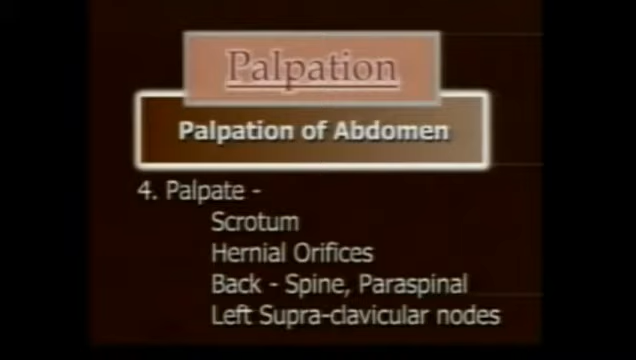 Palpation
Palpation of Abdomen
4. Palpate -
Scrotum
Hernial Orifices
Back - Spine, Paraspinal
Left Supra-clavicular nodes